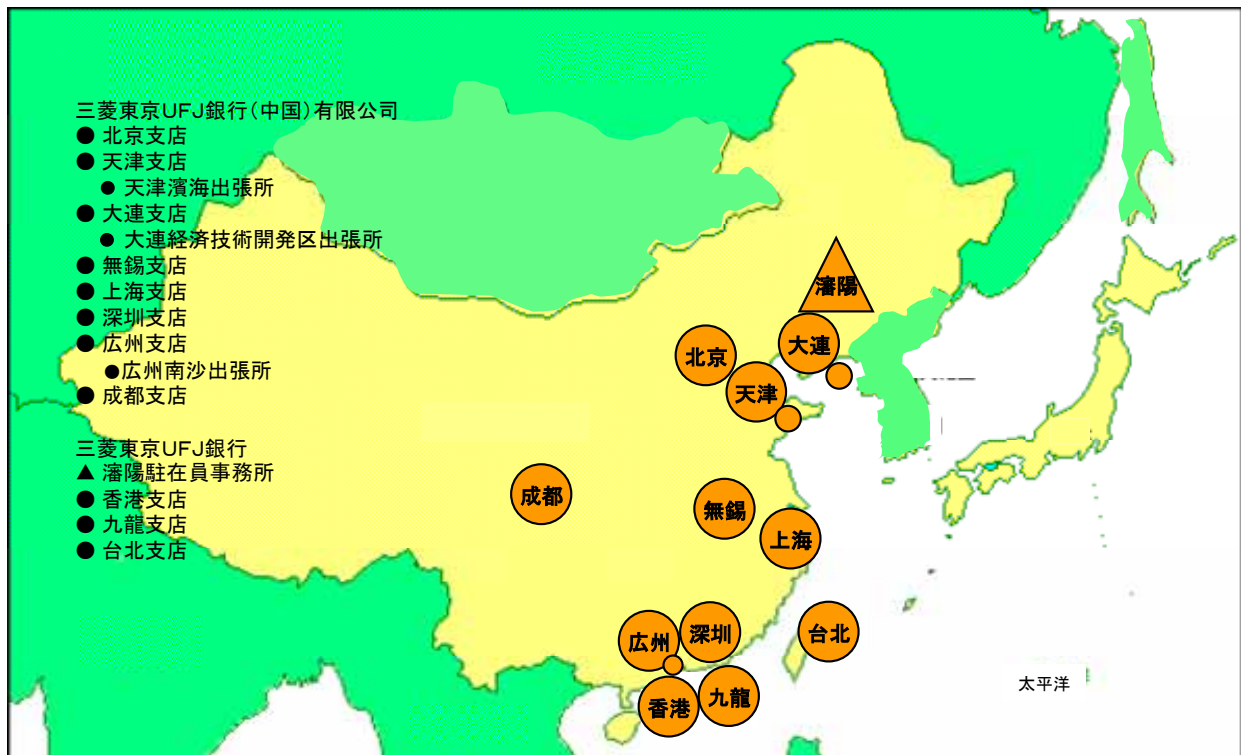 三菱東京UFJ銀行(中国)有限公司
● 北京支店
● 天津支店
● 天津濱海出張所
● 大連支店
● 大連経済技術開発区出張所
● 無錫支店
● 上海支店
● 深圳支店
● 広州支店
●広州南沙出張所
● 成都支店
三菱東京UFJ銀行
▲ 瀋陽駐在員事務所
● 香港支店
● 九龍支店
● 台北支店
瀋陽
大連
北京
天津
成都
無錫
上海
広州
深圳
台北
香港
九龍
太平洋